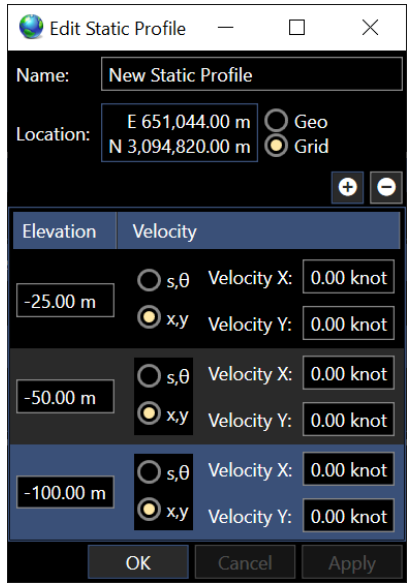 Edit Static Profile
Name: New Static Profile
Location: E 651,044.00 m
N 3,094,820.00 m
Geo
Grid
Elevation Velocity
-25.00 m
s,θ
x,y
Velocity X: 0.00 knot
Velocity Y: 0.00 knot
-50.00 m
s,θ
x,y
Velocity X: 0.00 knot
Velocity Y: 0.00 knot
-100.00 m
s,θ
x,y
Velocity X: 0.00 knot
Velocity Y: 0.00 knot
OK Cancel Apply